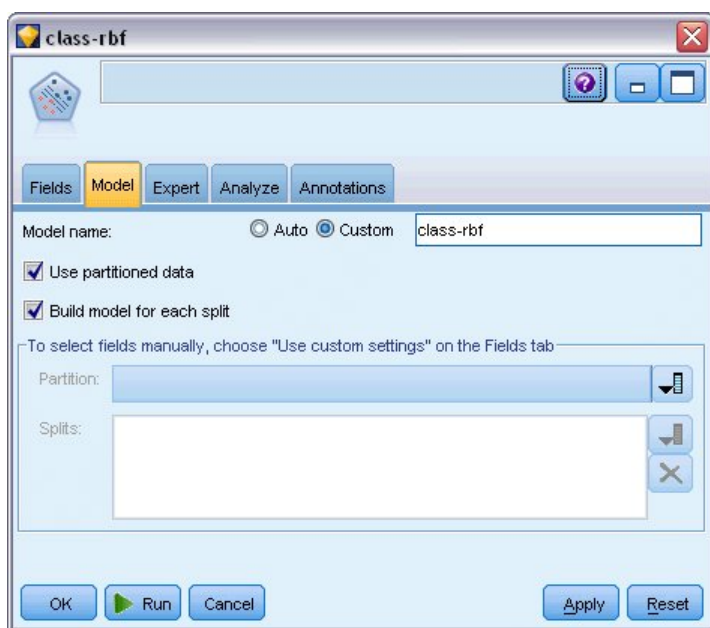 class-rbf
Fields Model Expert Analyze Annotations
Model name: Auto Custom class-rbf
Use partitioned data
Build model for each split
To select fields manually, choose "Use custom settings" on the Fields tab
Partition:
Splits:
OK Run Cancel Apply Reset